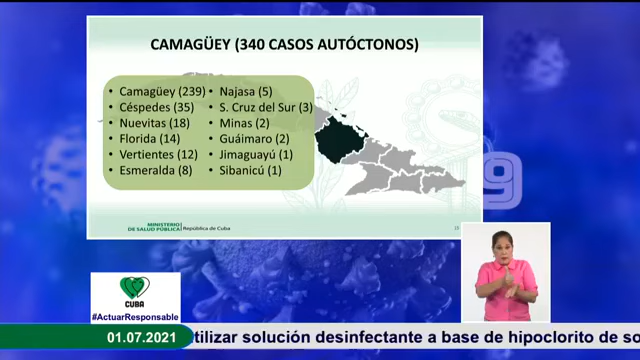 CAMAGÜEY (340 CASOS AUTÓCTONOS)
• Camagüey (239)
• Céspedes (35)
• Nuevitas (18)
• Florida (14)
• Vertientes (12)
• Esmeralda (8)
• Najasa (5)
• S. Cruz del Sur (3)
• Minas (2)
• Guáimaro (2)
• Jimaguayú (1)
• Sibanicú (1)
MINISTERIO
DE SALUD PÚBLICA
República de Cuba
9
CUBA
#ActuarResponsable
01.07.2021
tilizar solución desinfectante a base de hipoclorito de so